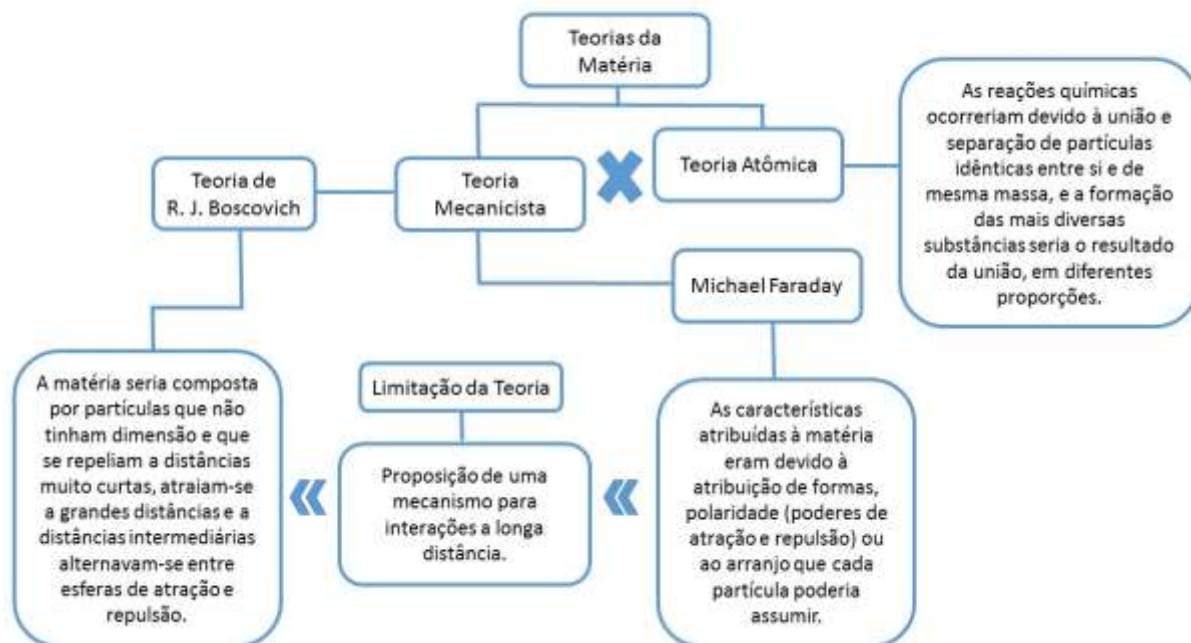 Teorias da
Matéria
Teoria de
R. J. Boscovich
Teoria
Mecanicista
Teoria Atômica
As reações químicas
ocorreriam devido à união e
separação de partículas
idênticas entre si e de
mesma massa, e a formação
das mais diversas
substâncias seria o resultado
da união, em diferentes
proporções.
Michael Faraday
A matéria seria composta
por partículas que não
tinham dimensão e que
se repeliam a distâncias
muito curtas, atraiam-se
a grandes distâncias e a
distâncias intermediárias
alternavam-se entre
esferas de atração e
repulsão.
Limitação da Teoria
Proposição de uma
mecanismo para
interações a longa
distância.
As características
atribuídas à matéria
eram devido à
atribuição de formas,
polaridade (poderes de
atração e repulsão) ou
ao arranjo que cada
partícula poderia
assumir.